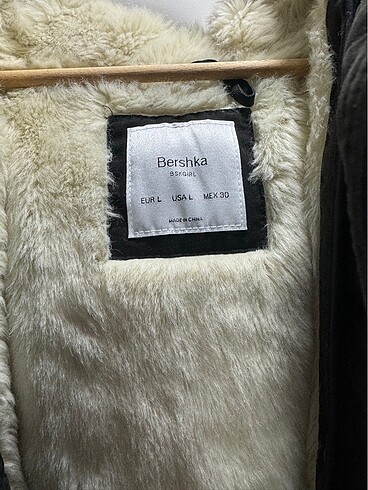 Bershka
BSKGIRL
EUR L USA L MEX 30
MADE IN CHINA